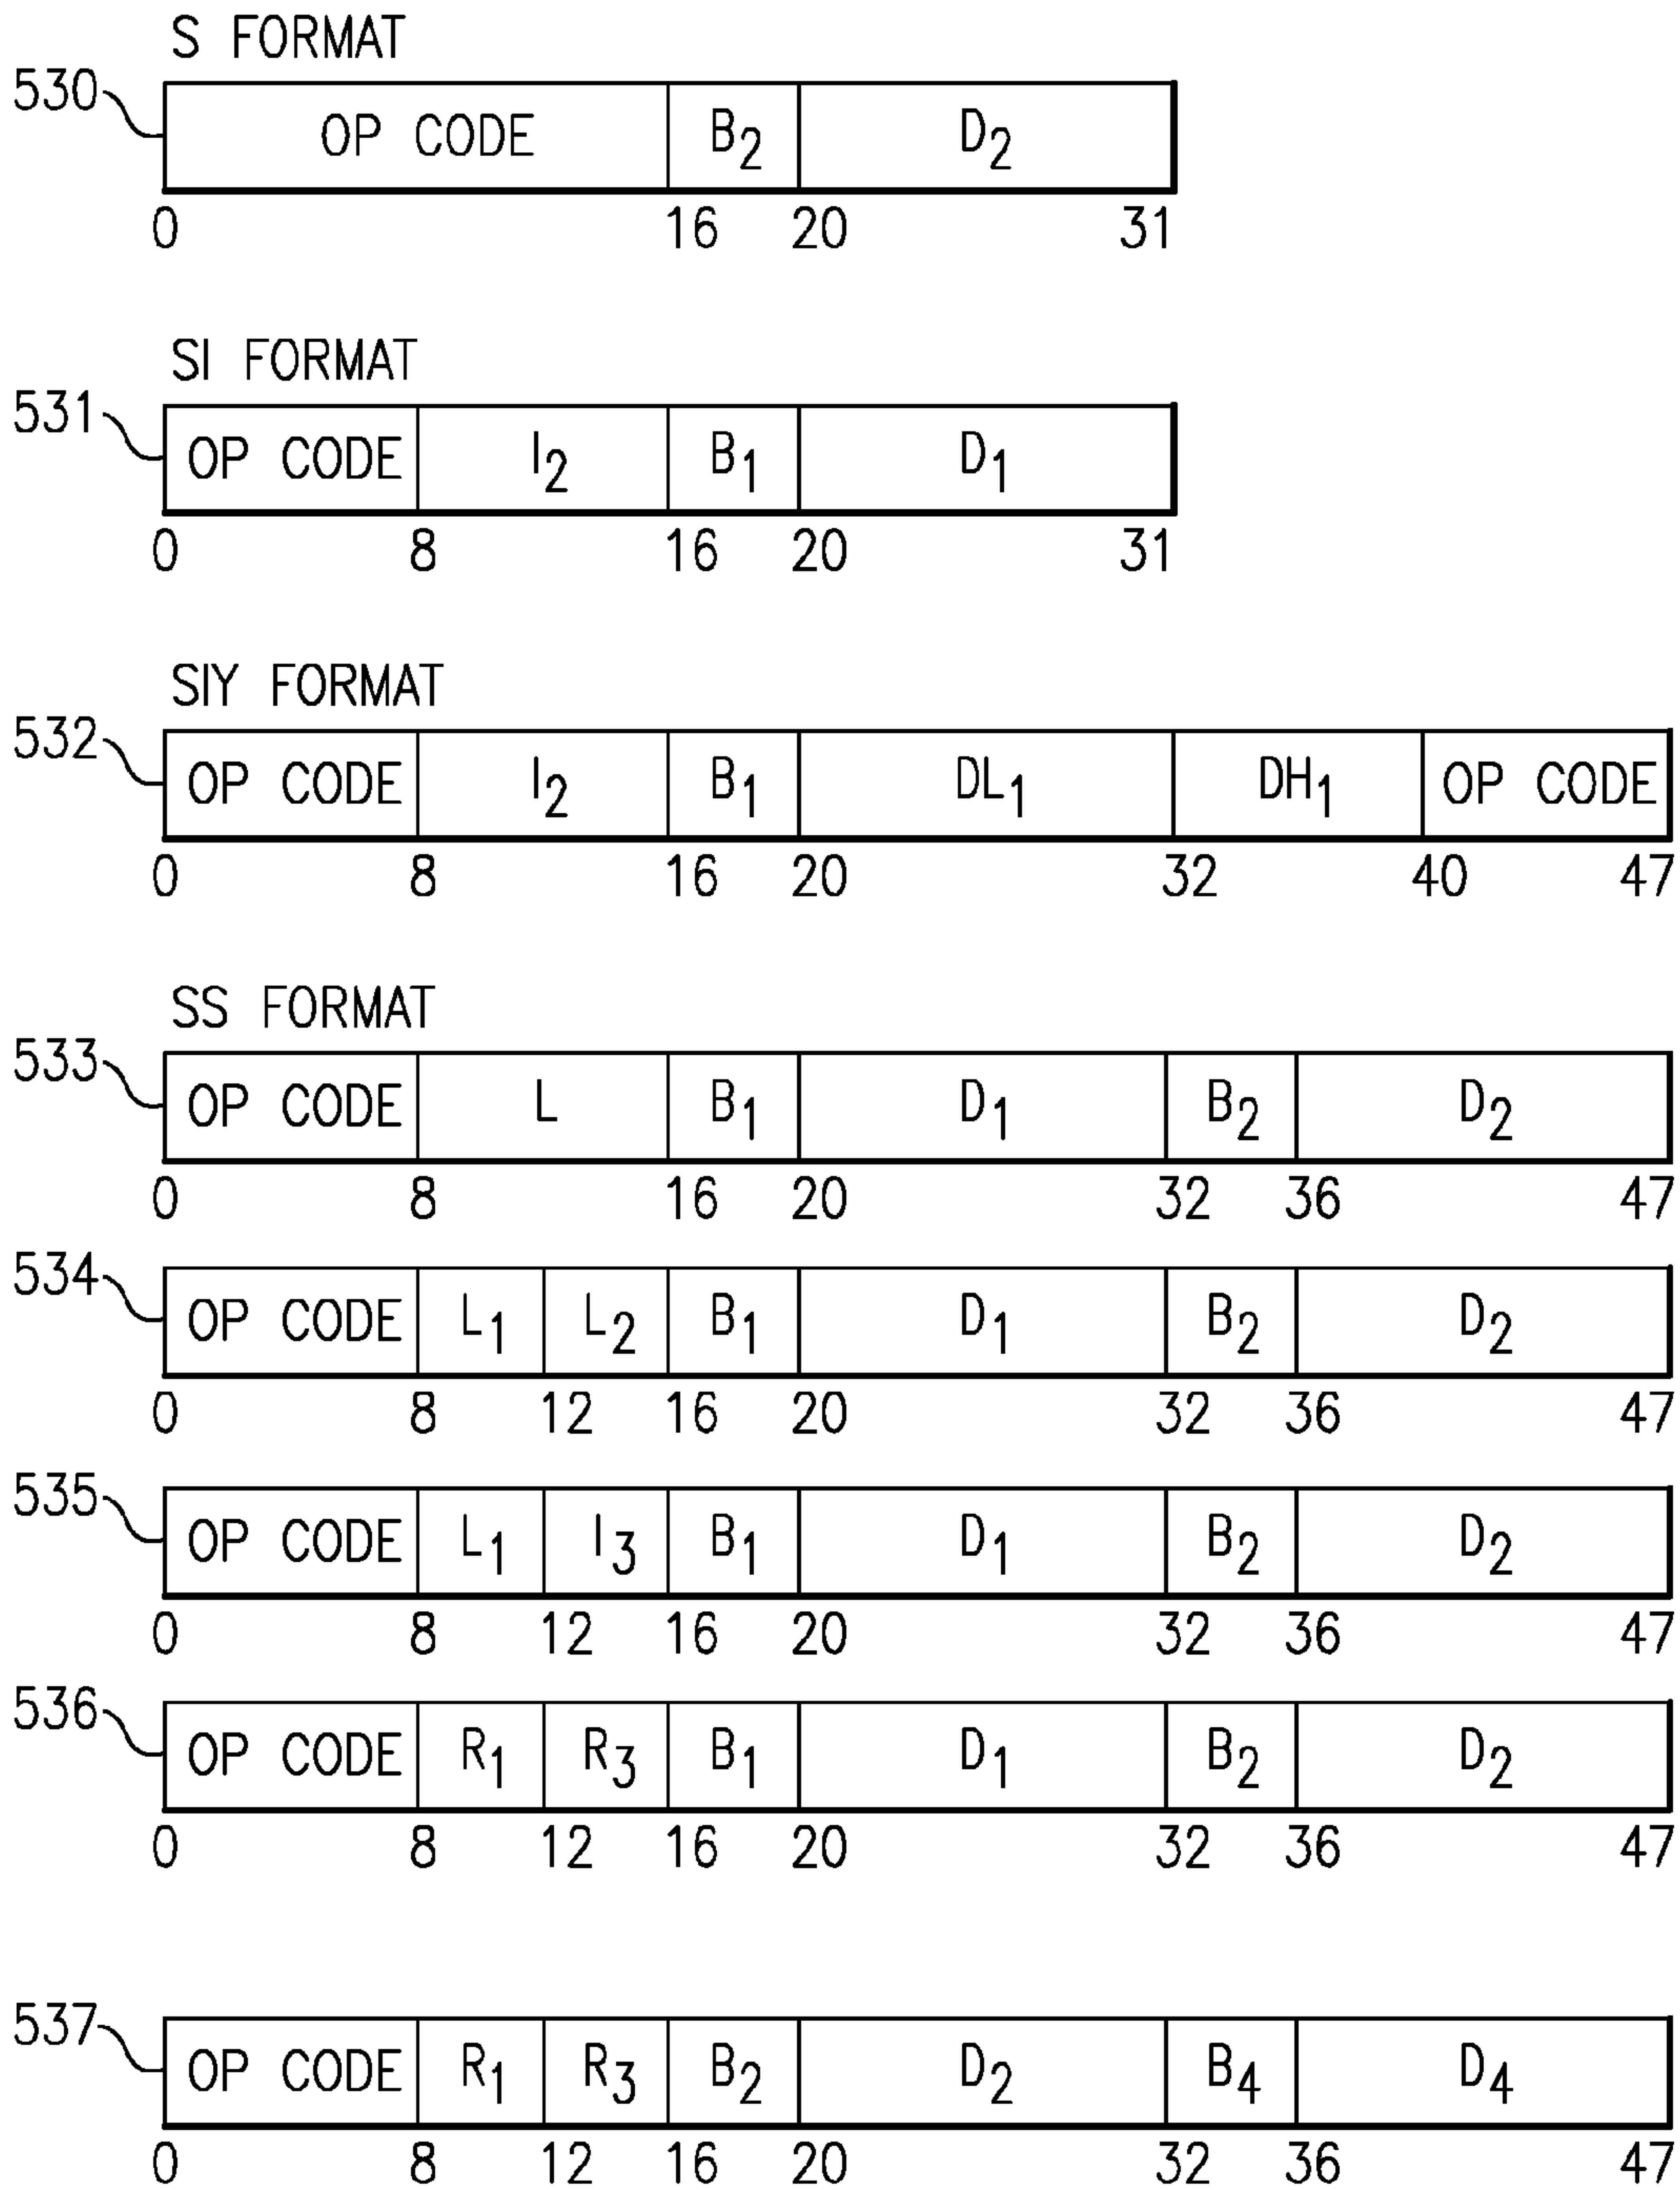 S FORMAT
530
OP CODE B2 D2
0 16 20 31
SI FORMAT
531
OP CODE I2 B1 D1
0 8 16 20 31
SIY FORMAT
532
OP CODE I2 B1 DL1 DH1 OP CODE
0 8 16 20 32 40 47
SS FORMAT
533
OP CODE L B1 D1 B2 D2
0 8 16 20 32 36 47
534
OP CODE L1 L2 B1 D1 B2 D2
0 8 12 16 20 32 36 47
535
OP CODE L1 I3 B1 D1 B2 D2
0 8 12 16 20 32 36 47
536
OP CODE R1 R3 B1 D1 B2 D2
0 8 12 16 20 32 36 47
537
OP CODE R1 R3 B2 D2 B4 D4
0 8 12 16 20 32 36 47